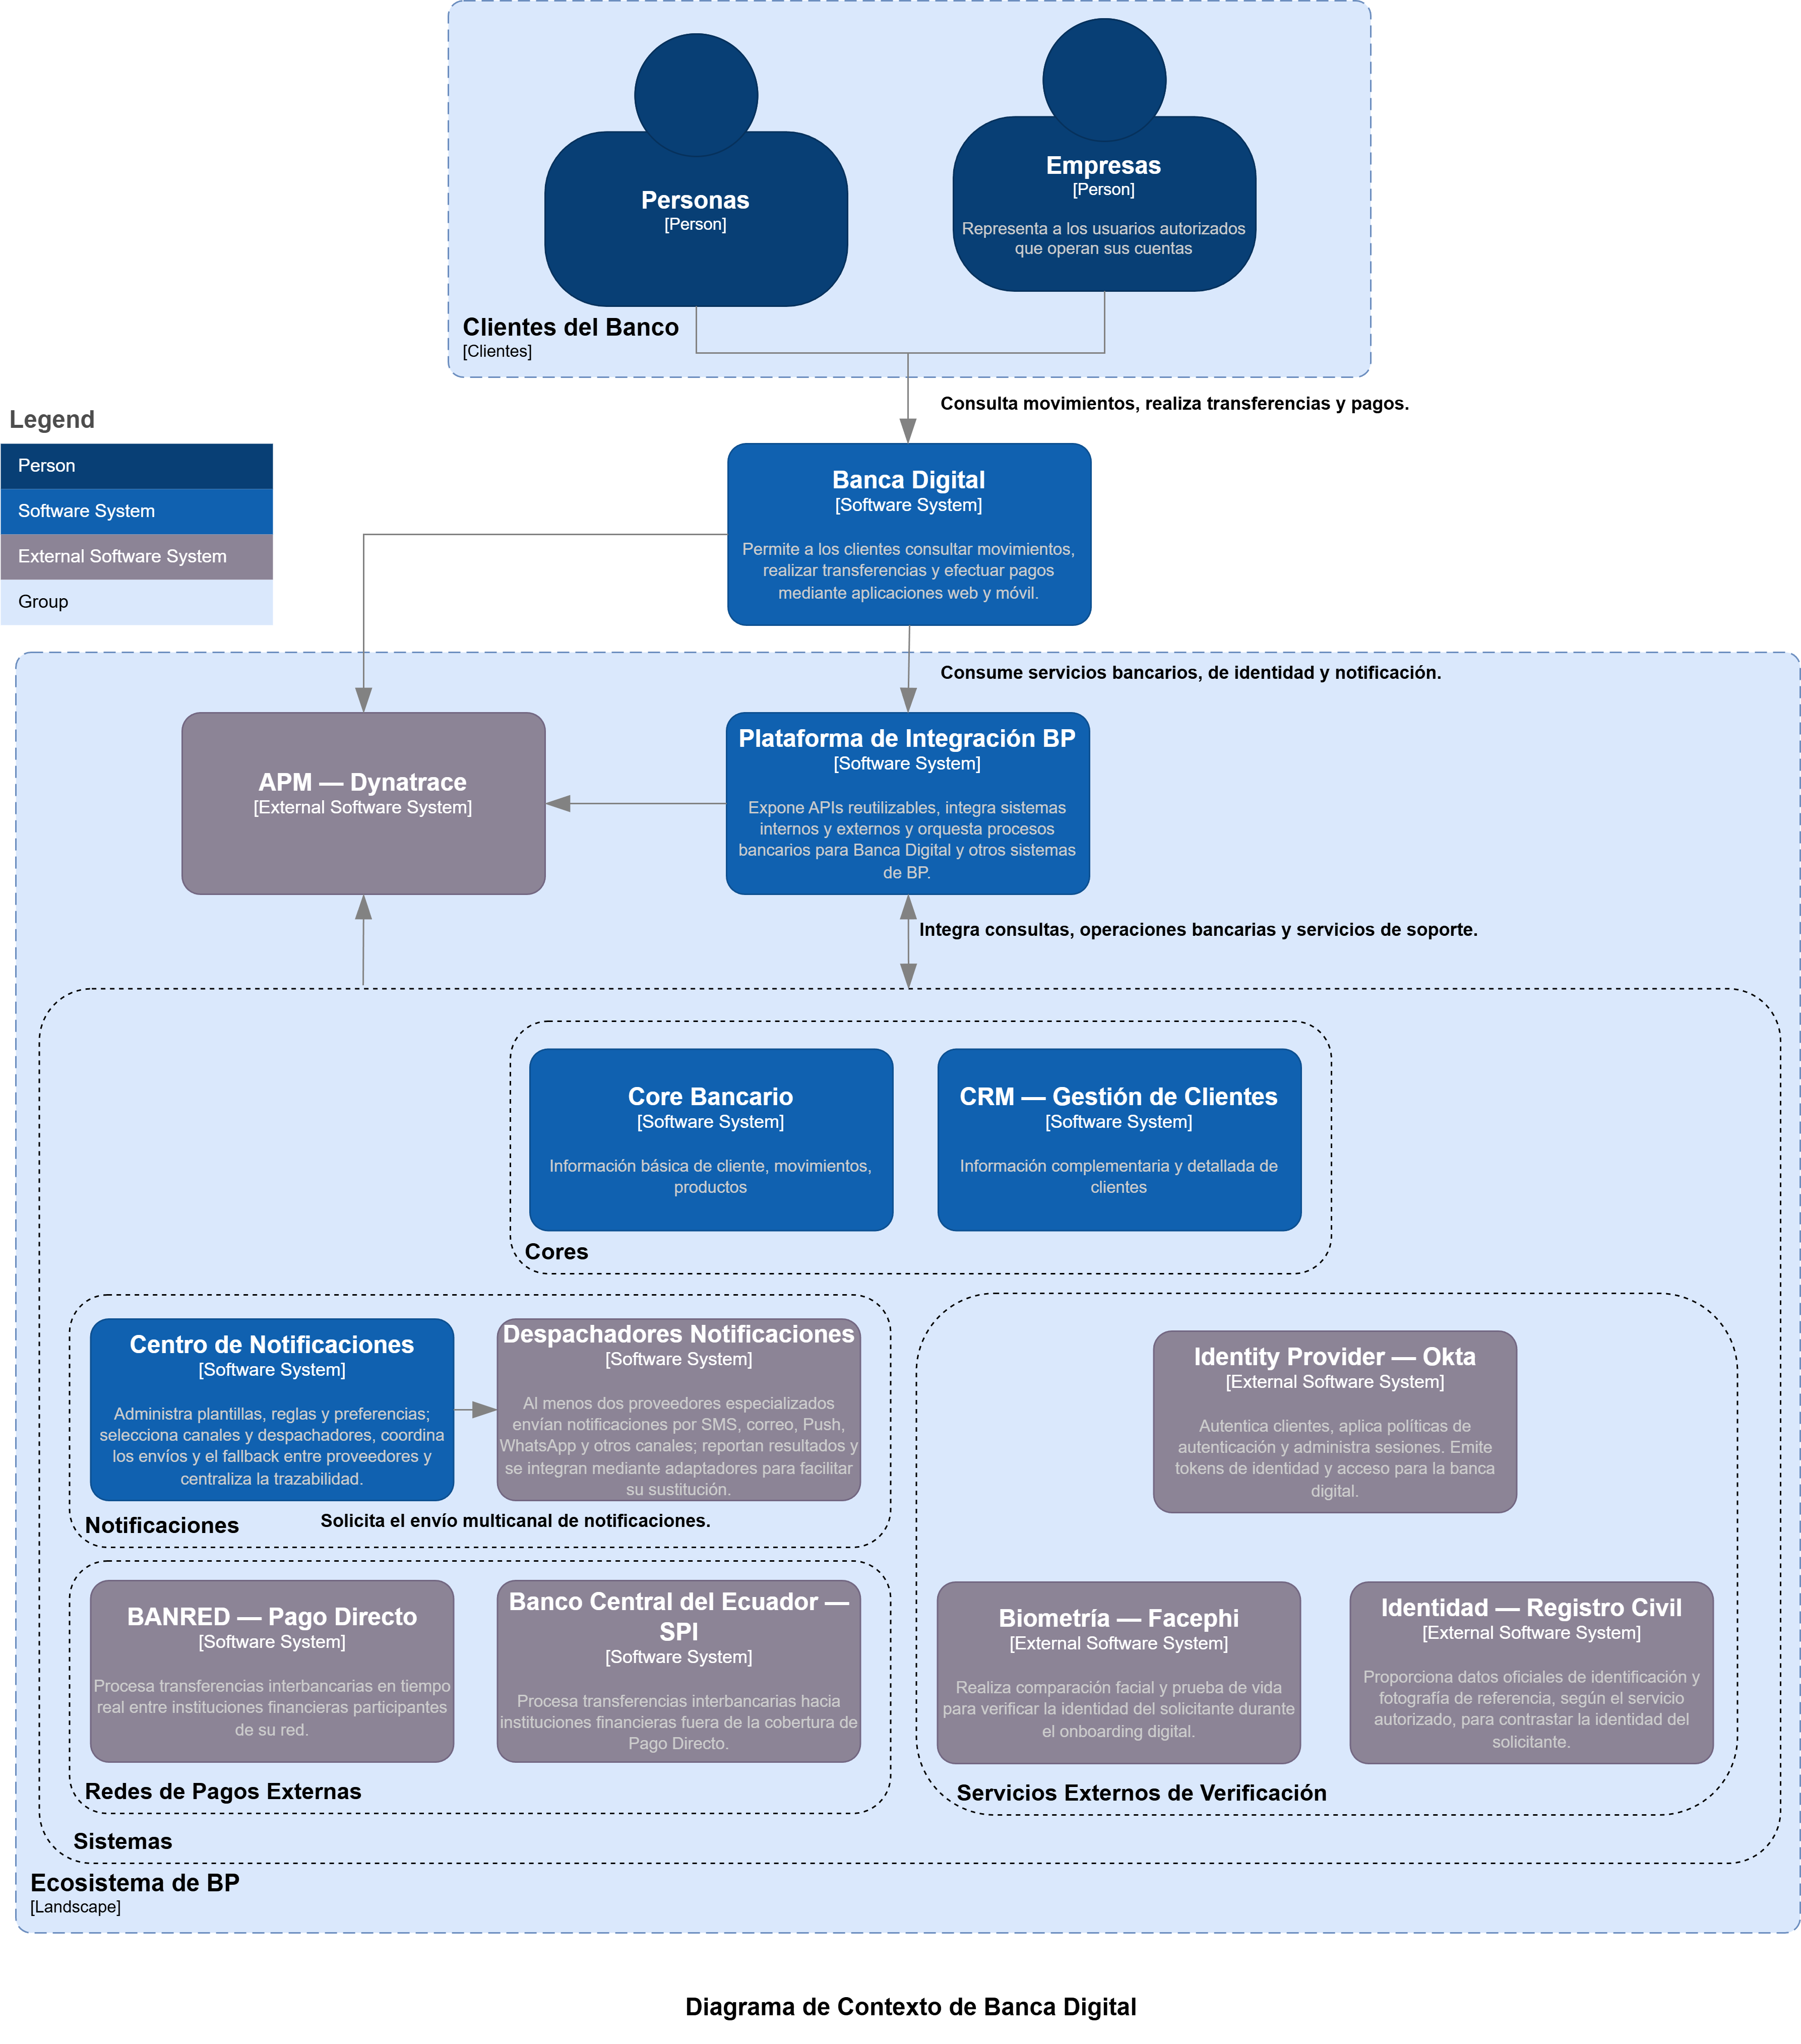 Personas
[Person]
Empresas
[Person]
Representa a los usuarios autorizados
que operan sus cuentas
Clientes del Banco
[Clientes]
Consulta movimientos, realiza transferencias y pagos.
Legend
Person
Software System
External Software System
Group
Banca Digital
[Software System]
Permite a los clientes consultar movimientos,
realizar transferencias y efectuar pagos
mediante aplicaciones web y móvil.
Consume servicios bancarios, de identidad y notificación.
APM — Dynatrace
[External Software System]
Plataforma de Integración BP
[Software System]
Expone APIs reutilizables, integra sistemas
internos y externos y orquesta procesos
bancarios para Banca Digital y otros sistemas
de BP.
Integra consultas, operaciones bancarias y servicios de soporte.
Core Bancario
[Software System]
Información básica de cliente, movimientos,
productos
CRM — Gestión de Clientes
[Software System]
Información complementaria y detallada de
clientes
Cores
Centro de Notificaciones
[Software System]
Administra plantillas, reglas y preferencias;
selecciona canales y despachadores, coordina
los envíos y el fallback entre proveedores y
centraliza la trazabilidad.
Despachadores Notificaciones
[Software System]
Al menos dos proveedores especializados
envían notificaciones por SMS, correo, Push,
WhatsApp y otros canales; reportan resultados y
se integran mediante adaptadores para facilitar
su sustitución.
Notificaciones
Solicita el envío multicanal de notificaciones.
Identity Provider — Okta
[External Software System]
Autentica clientes, aplica políticas de
autenticación y administra sesiones. Emite
tokens de identidad y acceso para la banca
digital.
BANRED — Pago Directo
[Software System]
Procesa transferencias interbancarias en tiempo
real entre instituciones financieras participantes
de su red.
Banco Central del Ecuador —
SPI
[Software System]
Procesa transferencias interbancarias hacia
instituciones financieras fuera de la cobertura de
Pago Directo.
Redes de Pagos Externas
Biometría — Facephi
[External Software System]
Realiza comparación facial y prueba de vida
para verificar la identidad del solicitante durante
el onboarding digital.
Identidad — Registro Civil
[External Software System]
Proporciona datos oficiales de identificación y
fotografía de referencia, según el servicio
autorizado, para contrastar la identidad del
solicitante.
Servicios Externos de Verificación
Sistemas
Ecosistema de BP
[Landscape]
Diagrama de Contexto de Banca Digital